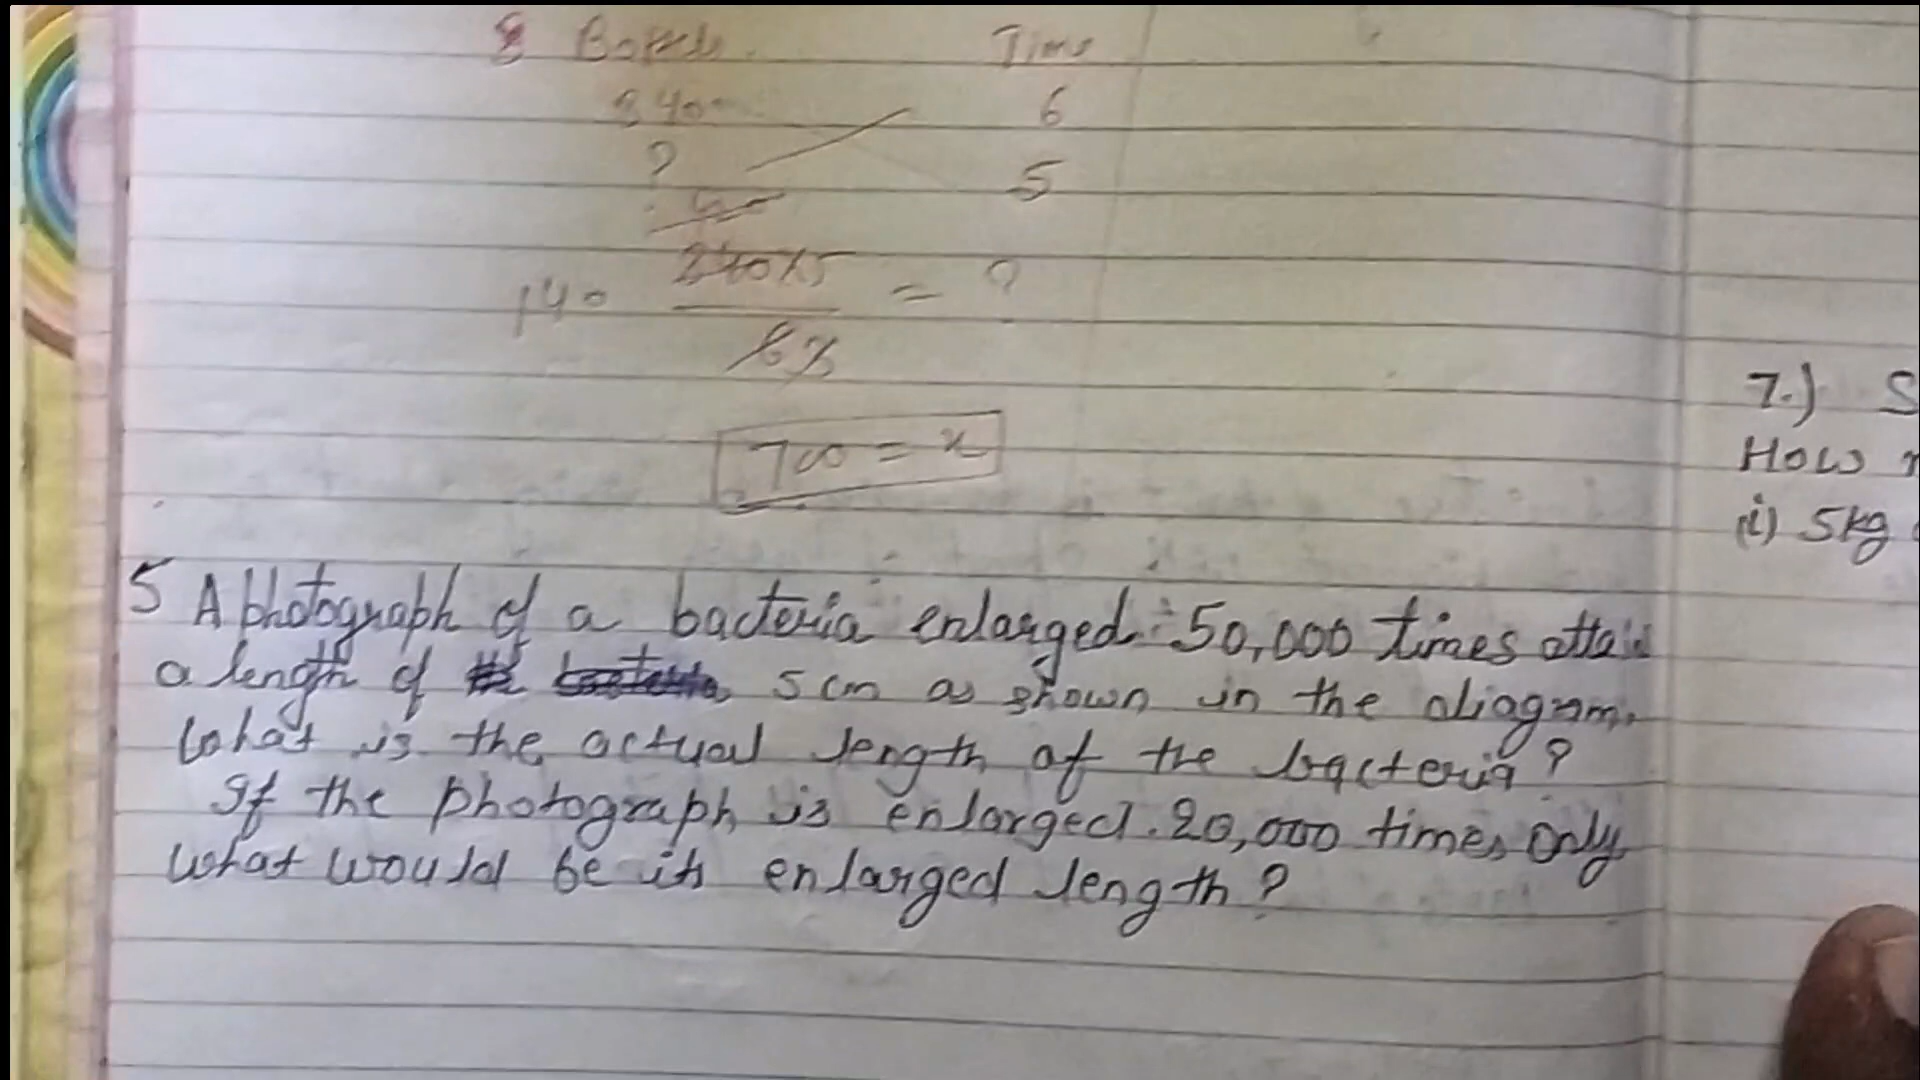 Time
6
?
5
140 = ?
700 = x
5 A photograph of a bacteria enlarged 50,000 times
a length of 5 cm as shown in the diagram.
What is the actual length of the bacteria?
If the photograph is enlarged 20,000 times only
what would be its enlarged length?
7.) S
How
(i) 5kg